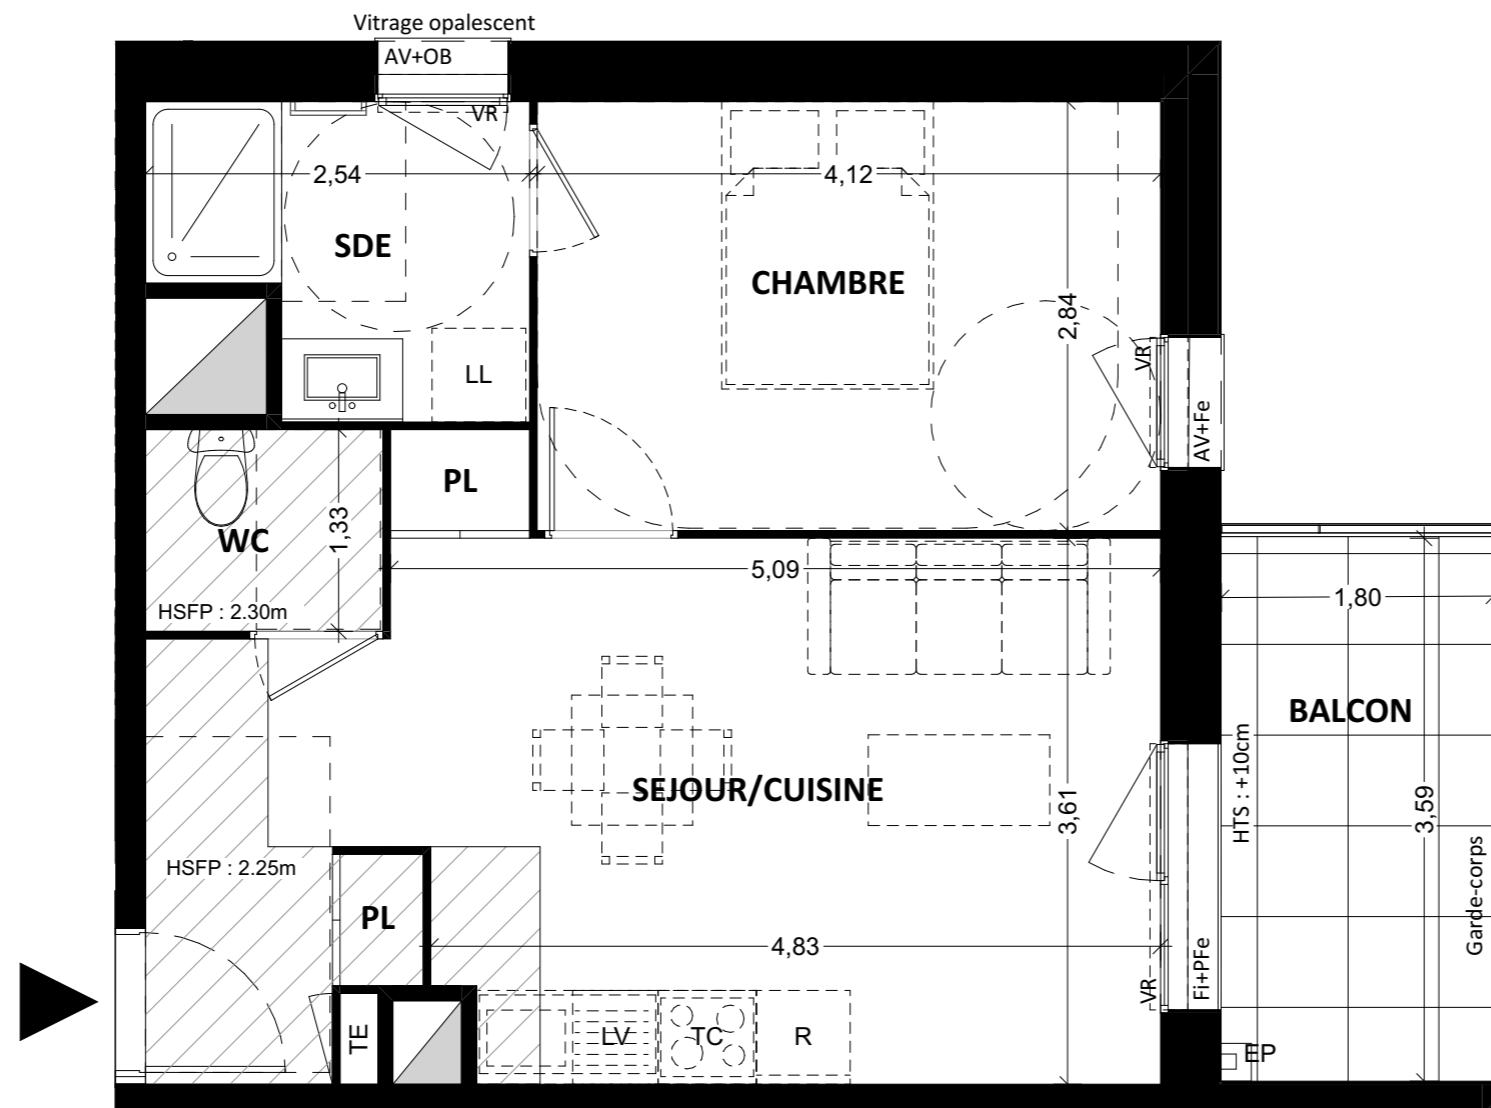 Vitrage opalescent
AV+OB
VR
2,54
4,12
SDE
CHAMBRE
2,84
VR
LL
AV+Fe
PL
WC
1,33
5,09
HSFP : 2.30m
1,80
BALCON
SEJOUR/CUISINE
HTS : +10cm
3,61
3,59
HSFP : 2.25m
Garde-corps
PL
4,83
Fi+PFe
VR
TE
LV
TC
R
EP